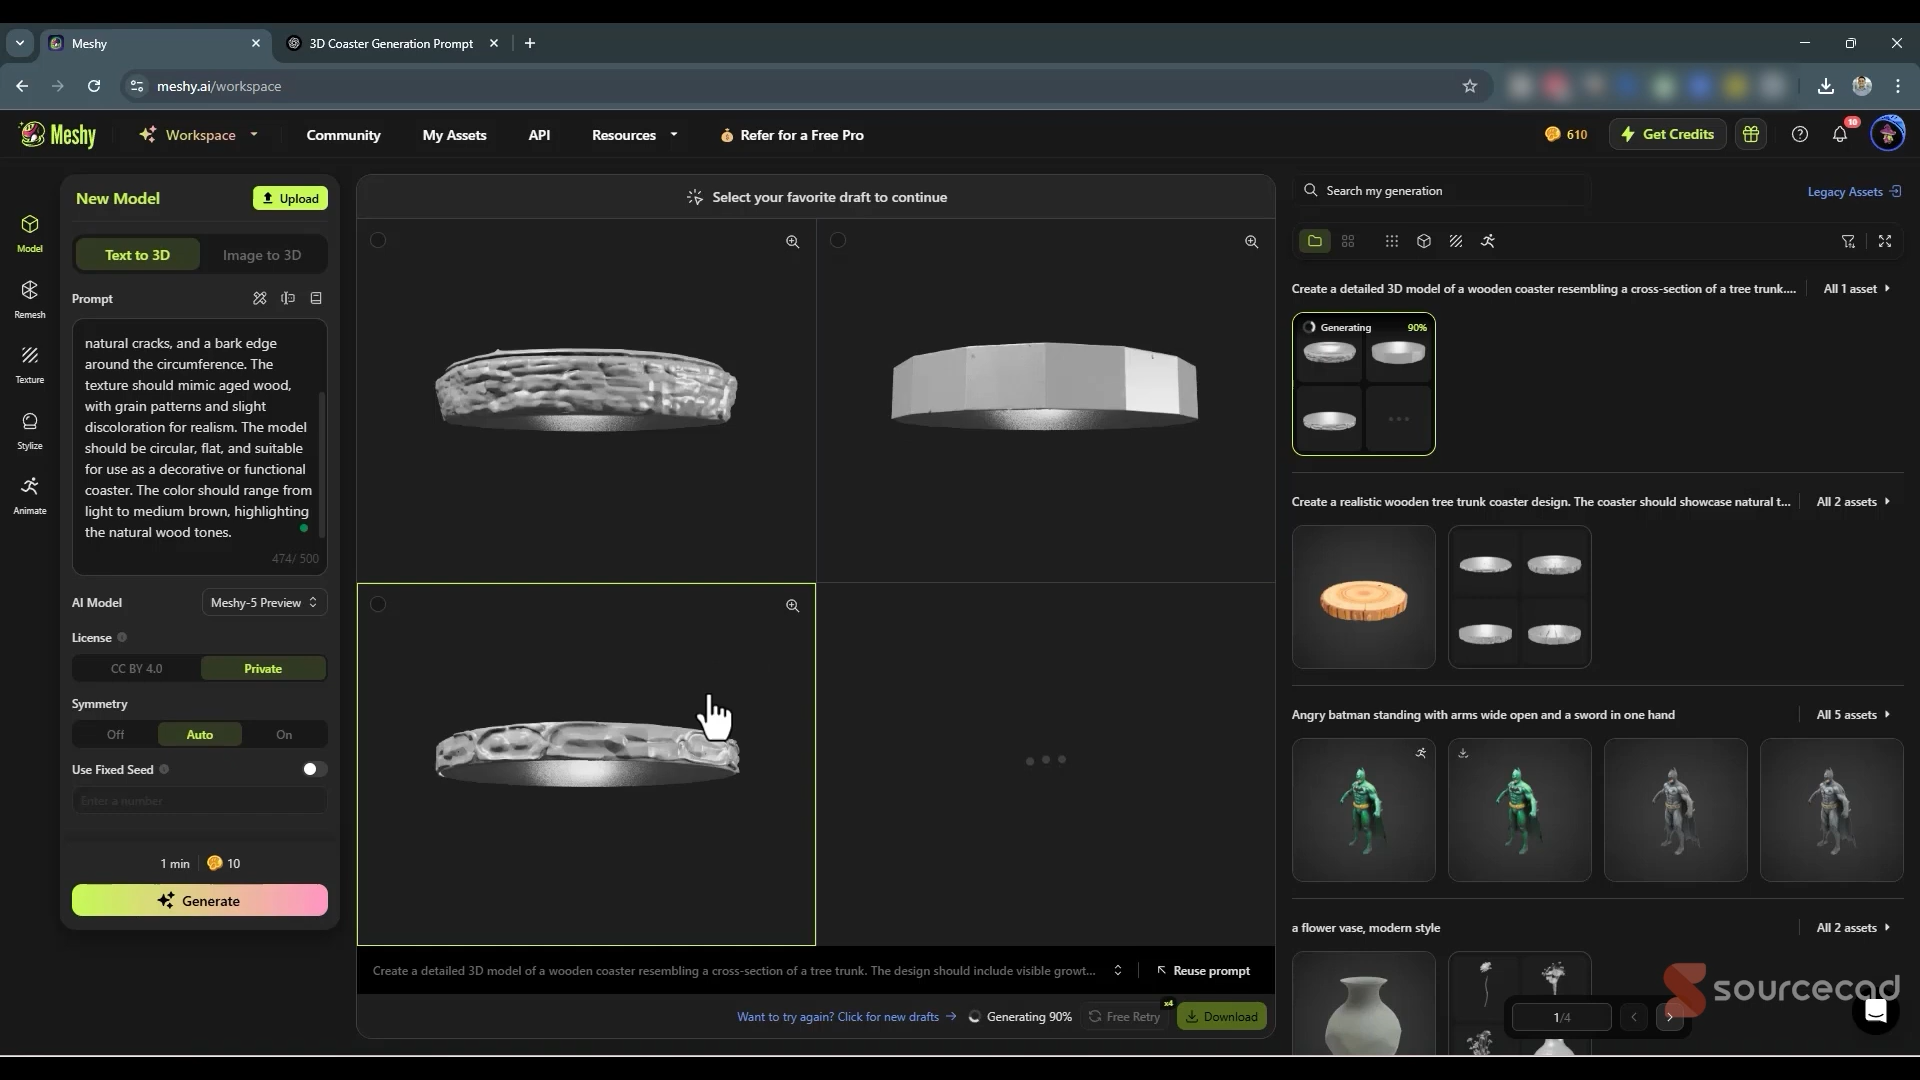 Meshy
3D Coaster Generation Prompt
meshy.ai/workspace
Meshy
Workspace
Community
My Assets
API
Resources
Refer for a Free Pro
610
Get Credits
10
New Model
Upload
Model
Remesh
Texture
Stylize
Animate
Text to 3D
Image to 3D
Prompt
natural cracks, and a bark edge
around the circumference. The
texture should mimic aged wood,
with grain patterns and slight
discoloration for realism. The model
should be circular, flat, and suitable
for use as a decorative or functional
coaster. The color should range from
light to medium brown, highlighting
the natural wood tones.
474/ 500
AI Model
Meshy-5 Preview
License
CC BY 4.0
Private
Symmetry
Off
Auto
On
Use Fixed Seed
Enter a number
1 min
10
Generate
Select your favorite draft to continue
Create a detailed 3D model of a wooden coaster resembling a cross-section of a tree trunk. The design should include visible growt...
Reuse prompt
Want to try again? Click for new drafts
Generating 90%
Free Retry
x4
Download
Search my generation
Legacy Assets
Create a detailed 3D model of a wooden coaster resembling a cross-section of a tree trunk....
All 1 asset
Generating
90%
Create a realistic wooden tree trunk coaster design. The coaster should showcase natural t...
All 2 assets
Angry batman standing with arms wide open and a sword in one hand
All 5 assets
a flower vase, modern style
All 2 assets
1/4
sourcecad